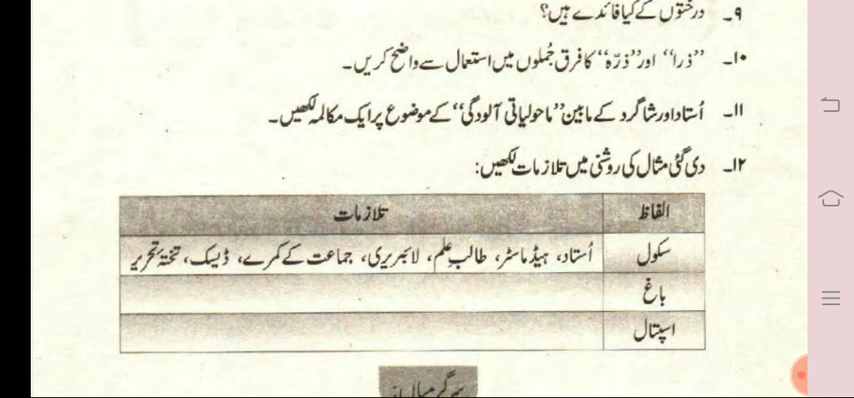 ۹۔ درختوں کے کیا فائدے ہیں؟
۱۰۔ ”ذرا“ اور ”ذرّہ“ کا فرق جُملوں میں استعمال سے واضح کریں۔
۱۱۔ اُستاد اور شاگرد کے مابین ”ماحولیاتی آلودگی“ کے موضوع پر ایک مکالمہ لکھیں۔
۱۲۔ دی گئی مثال کی روشنی میں تلازمات لکھیں:
الفاظ تلازمات
سکول اُستاد، ہیڈ ماسٹر، طالبِ علم، لائبریری، جماعت کے کمرے، ڈیسک، تختۂ تحریر
باغ
اسپتال